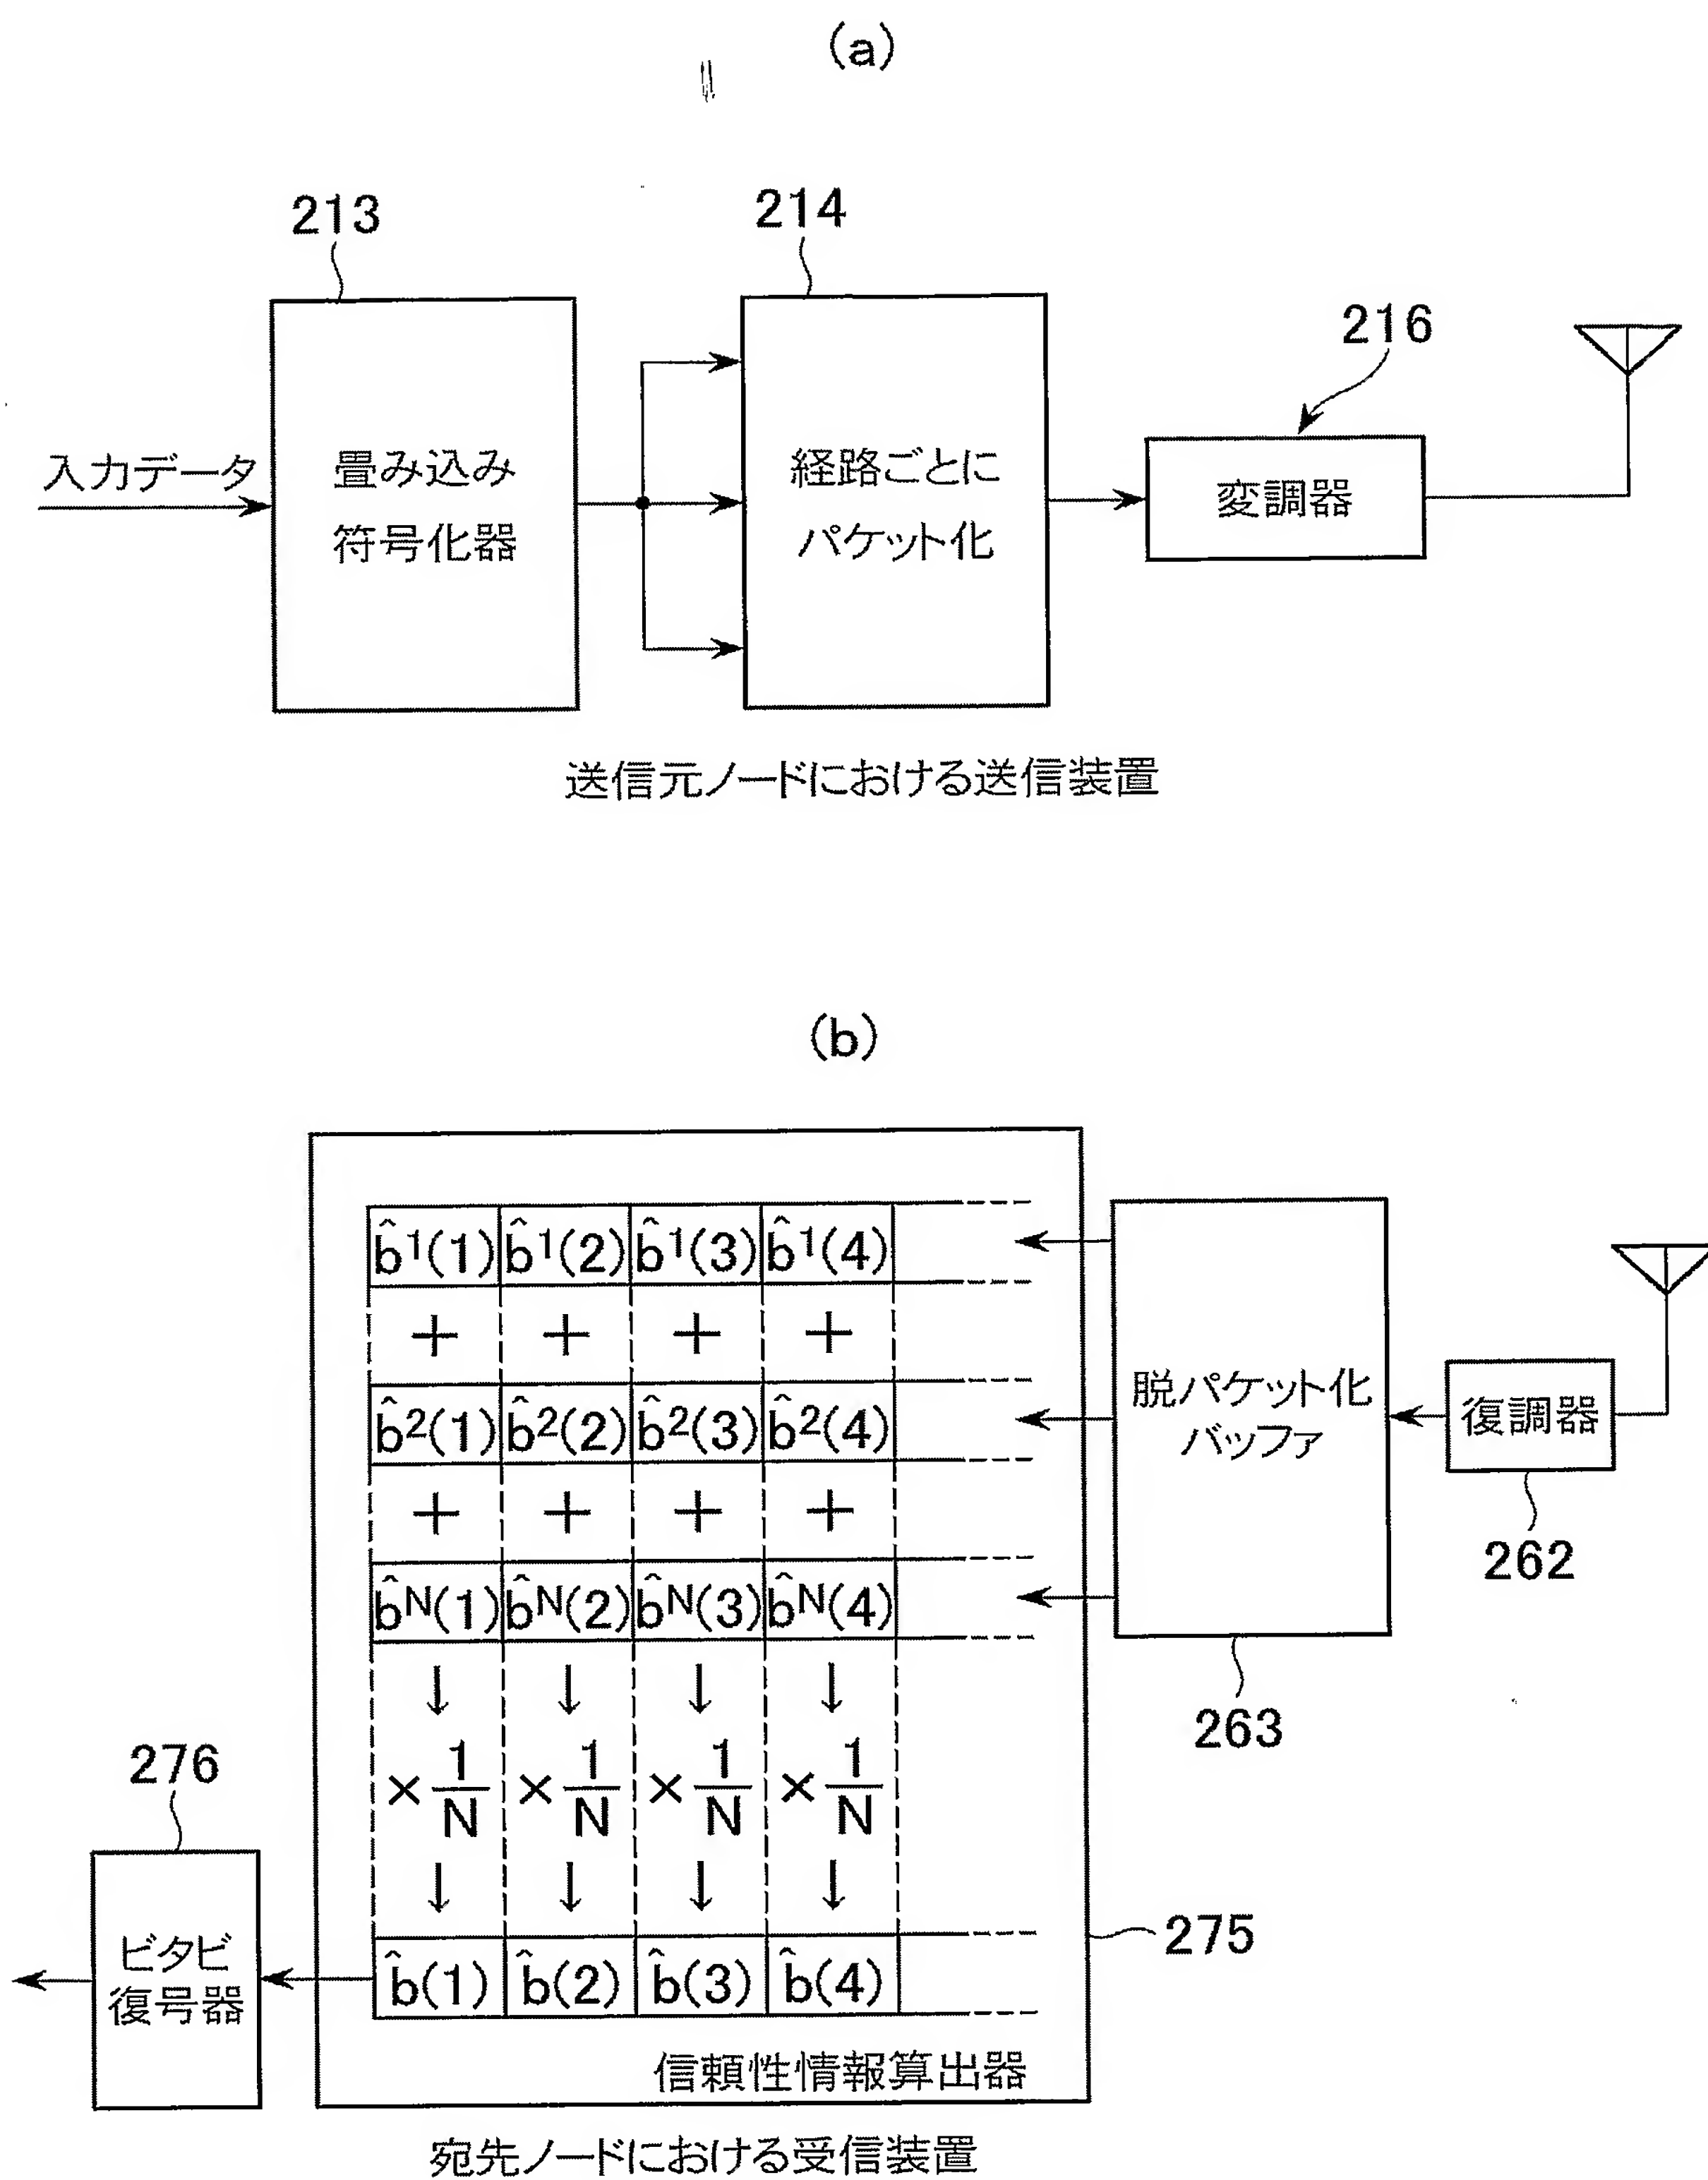 (a)
213
214
216
入力データ
畳み込み
符号化器
経路ごとに
パケット化
変調器
送信元ノードにおける送信装置
(b)
b̂¹(1) b̂¹(2) b̂¹(3) b̂¹(4)
+ + + +
b̂²(1) b̂²(2) b̂²(3) b̂²(4)
+ + + +
b̂ᴺ(1) b̂ᴺ(2) b̂ᴺ(3) b̂ᴺ(4)
↓ ↓ ↓ ↓
×1/N ×1/N ×1/N ×1/N
↓ ↓ ↓ ↓
b̂(1) b̂(2) b̂(3) b̂(4)
信頼性情報算出器
脱パケット化
バッファ
復調器
262
263
275
276
ビタビ
復号器
宛先ノードにおける受信装置